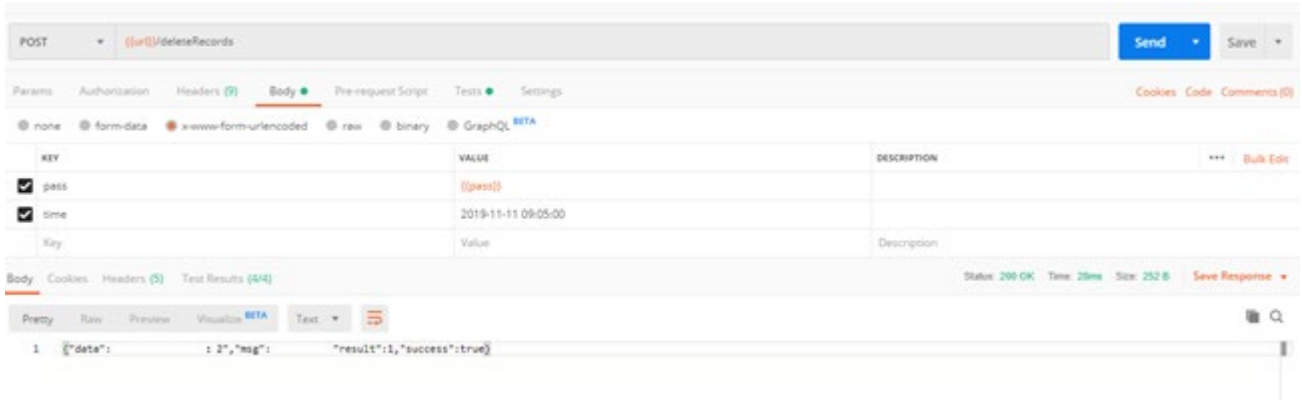 POST {{url}}/deleteRecords Send Save
Params Authorization Headers (9) Body Pre-request Script Tests Settings Cookies Code Comments (0)
none form-data x-www-form-urlencoded raw binary GraphQL BETA
KEY VALUE DESCRIPTION ••• Bulk Edit
pass {{pass}}
time 2019-11-11 09:05:00
Key Value Description
Body Cookies Headers (5) Test Results (4/4) Status: 200 OK Time: 28ms Size: 252 B Save Response
Pretty Raw Preview Visualize BETA Text
1 {"data": : 2","msg": "result":1,"success":true}